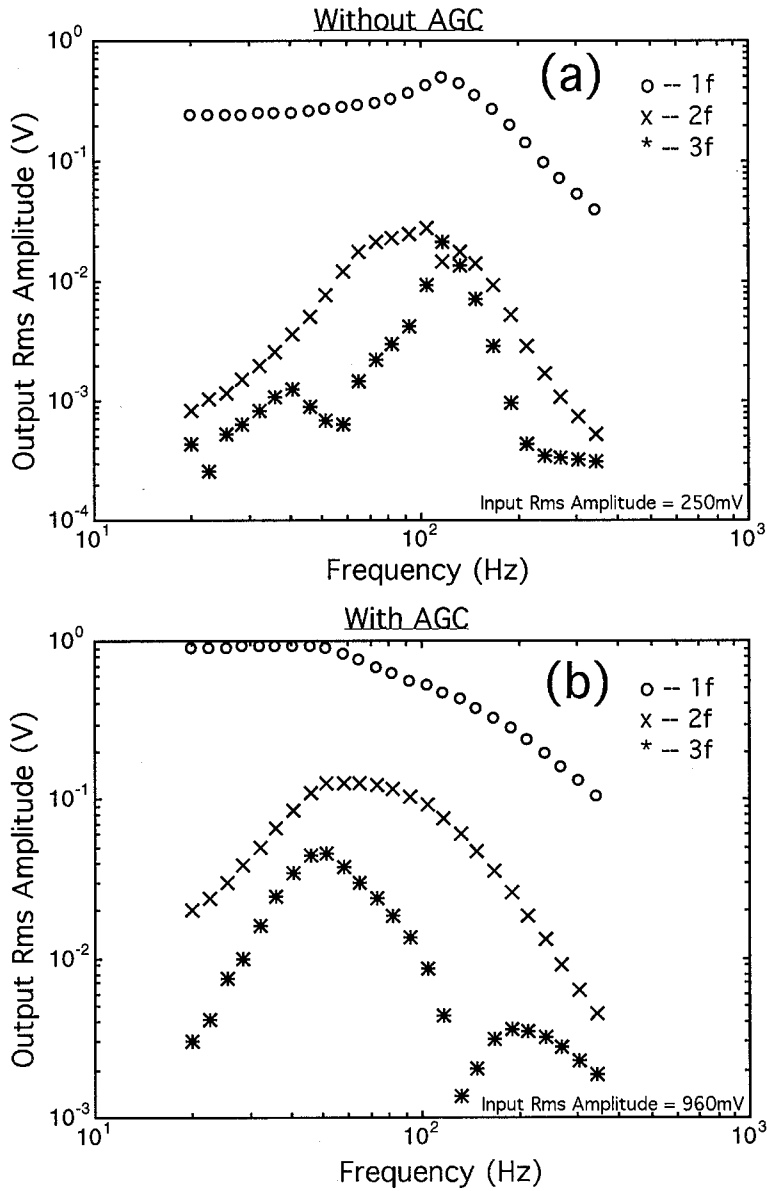 Without AGC
(a)
o -- 1f
x -- 2f
* -- 3f
Output Rms Amplitude (V)
10^0
10^-1
10^-2
10^-3
10^-4
Input Rms Amplitude = 250mV
10^1
10^2
10^3
Frequency (Hz)
With AGC
(b)
o -- 1f
x -- 2f
* -- 3f
Output Rms Amplitude (V)
10^0
10^-1
10^-2
10^-3
Input Rms Amplitude = 960mV
10^1
10^2
10^3
Frequency (Hz)